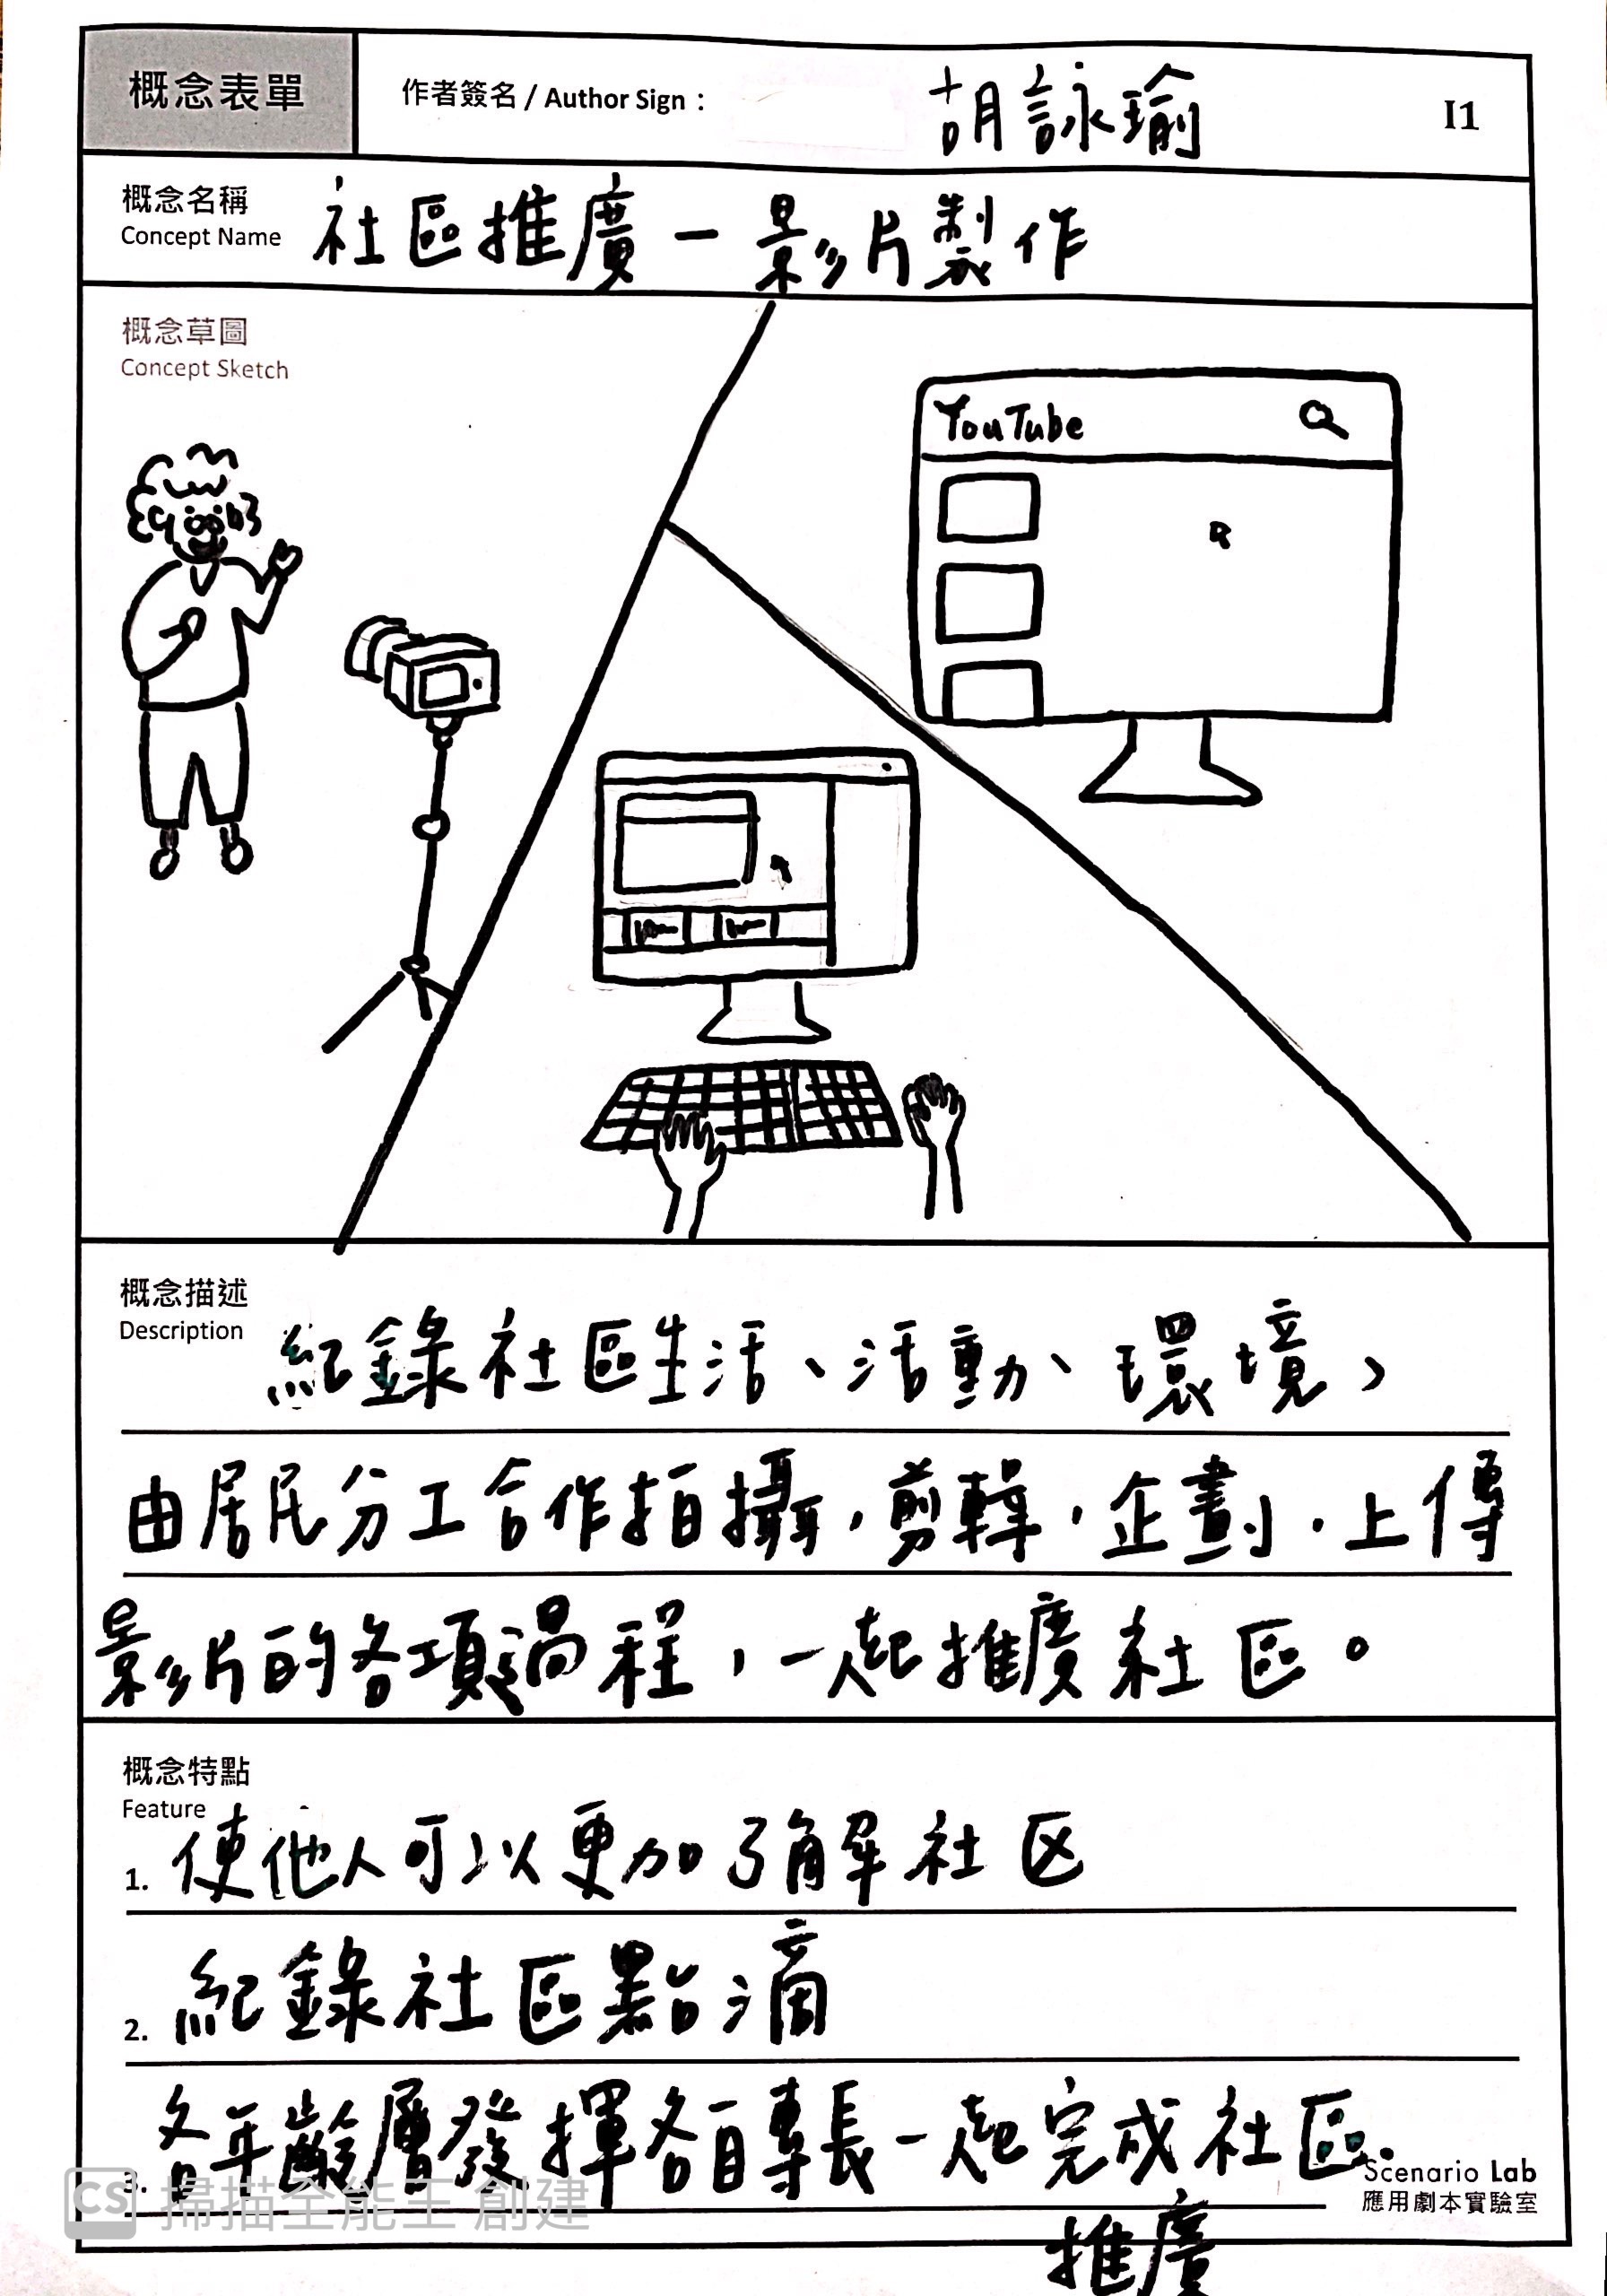 概念表單
作者簽名 / Author Sign：
胡詠瑜
I1
概念名稱
Concept Name
社區推廣－影片製作
概念草圖
Concept Sketch
YouTube
概念描述
Description
紀錄社區生活、活動、環境，
由居民分工合作拍攝，剪輯，企劃．上傳
影片的各項過程，一起推廣社區。
概念特點
Feature
1. 使他人可以更加了解社区
2. 紀錄社區點滴
3. 各年齡層發揮各自專長一起完成社區
推廣
Scenario Lab
應用劇本實驗室
CS 掃描全能王 創建